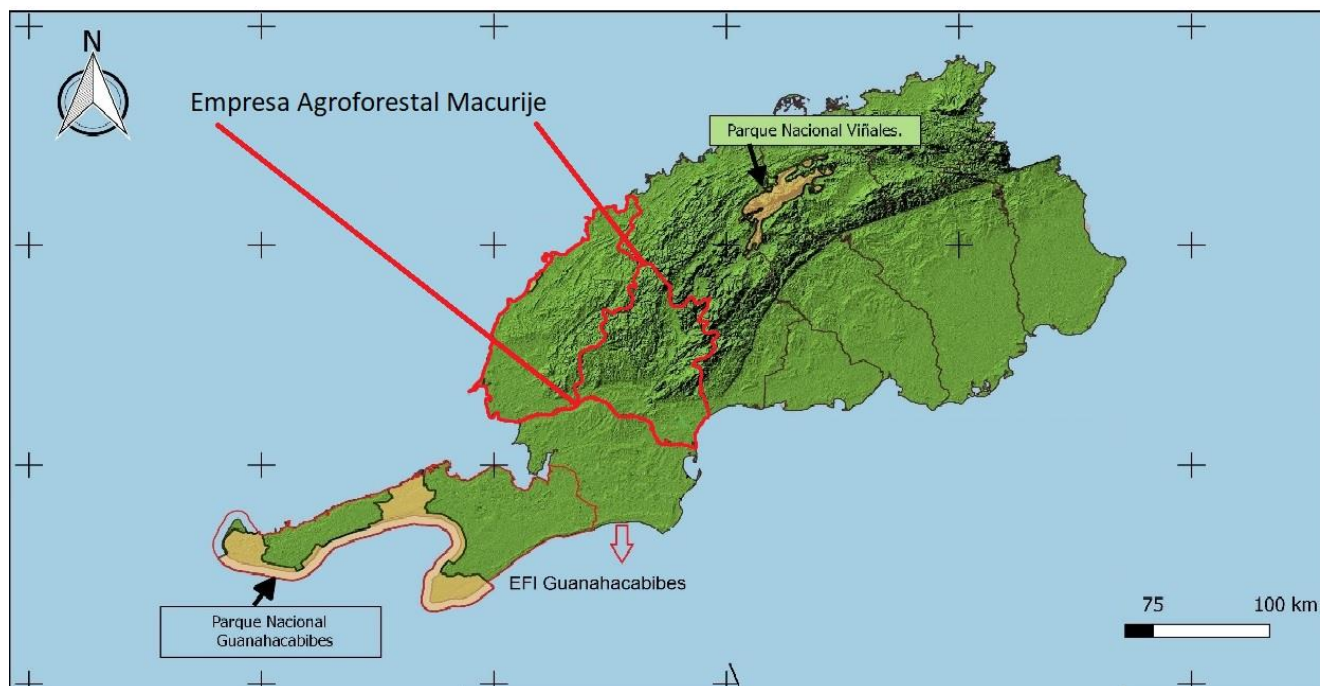 N
Empresa Agroforestal Macurije
Parque Nacional Viñales.
EFI Guanahacabibes
Parque Nacional
Guanahacabibes
75 100 km